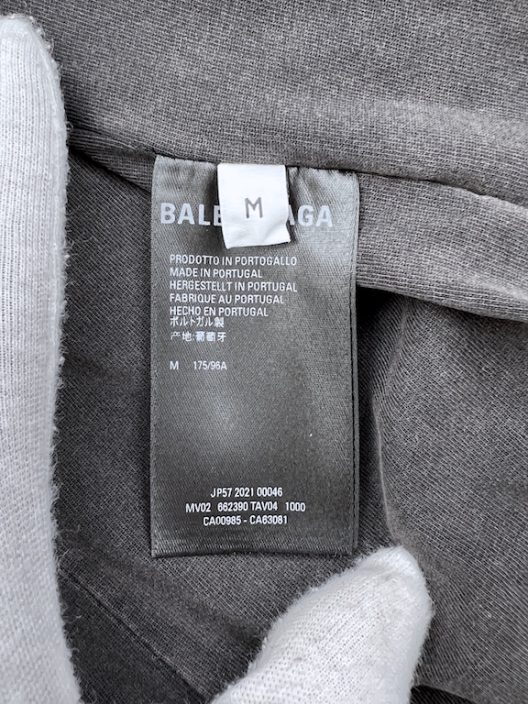 M
BALE AGA
PRODOTTO IN PORTOGALLO
MADE IN PORTUGAL
HERGESTELLT IN PORTUGAL
FABRIQUE AU PORTUGAL
HECHO EN PORTUGAL
ポルトガル製
产地:葡萄牙
M 175/96A
JP57 2021 00046
MV02 662390 TAV04 1000
CA00985 - CA63081